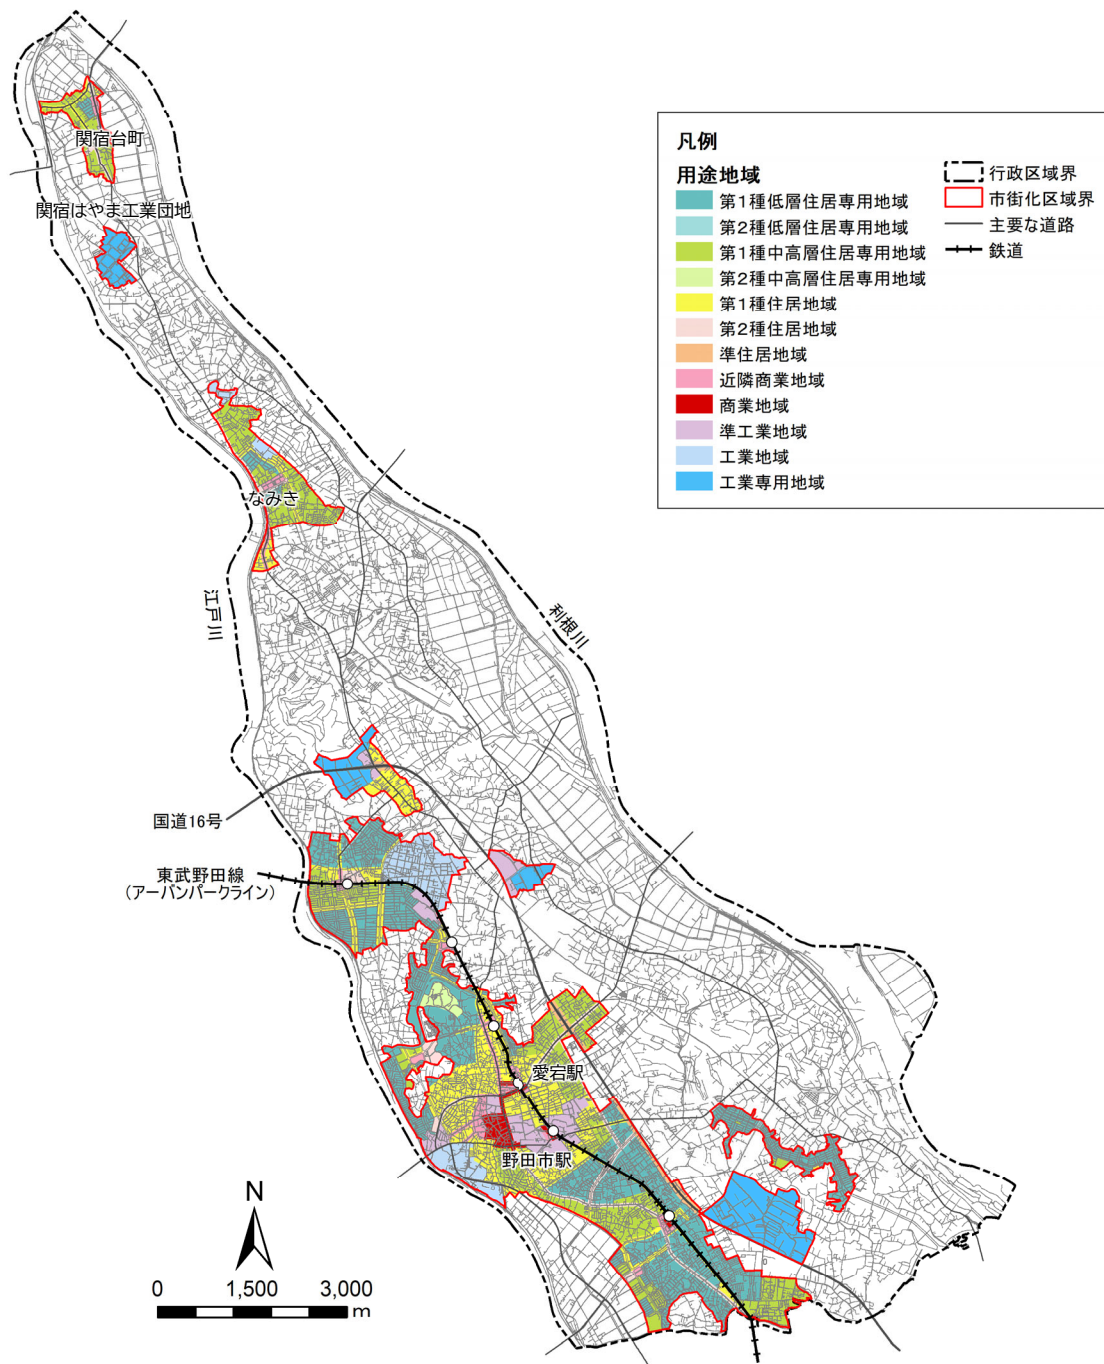 関宿台町
関宿はやま工業団地
なみき
江戸川
利根川
国道16号
東武野田線
(アーバンパークライン)
愛宕駅
野田市駅
N
0 1,500 3,000
m
凡例
用途地域
第1種低層住居専用地域
第2種低層住居専用地域
第1種中高層住居専用地域
第2種中高層住居専用地域
第1種住居地域
第2種住居地域
準住居地域
近隣商業地域
商業地域
準工業地域
工業地域
工業専用地域
行政区域界
市街化区域界
主要な道路
鉄道